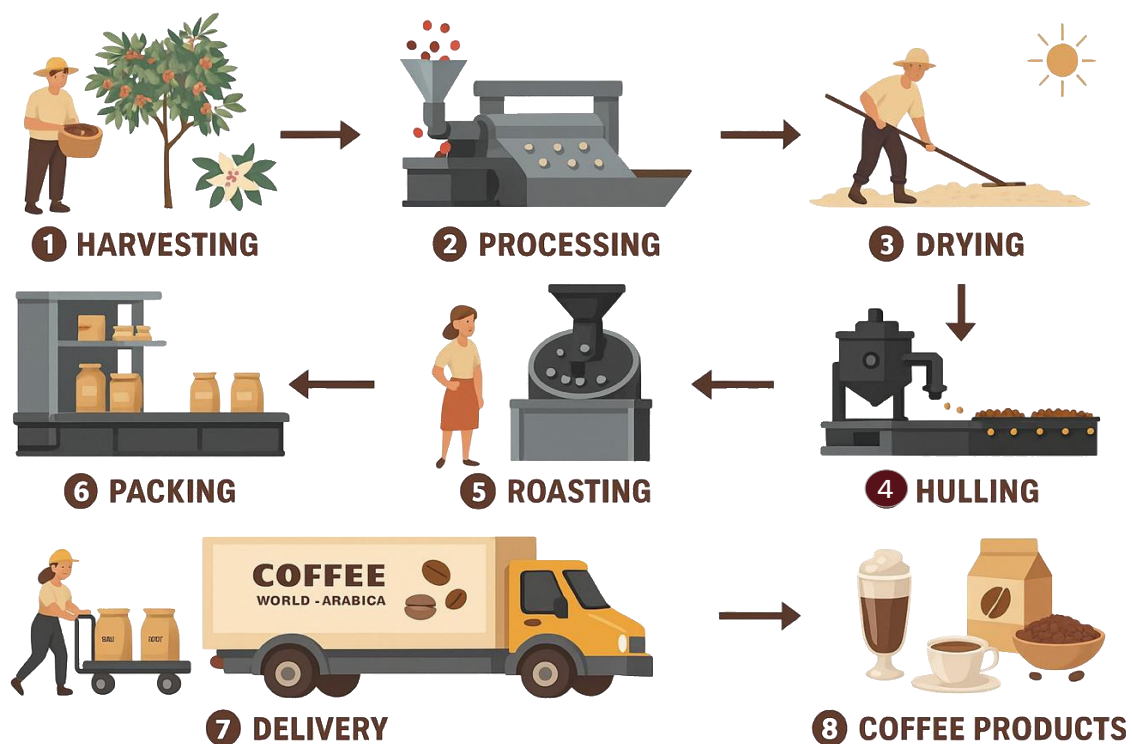 1 HARVESTING
2 PROCESSING
3 DRYING
6 PACKING
5 ROASTING
4 HULLING
COFFEE
WORLD - ARABICA
7 DELIVERY
8 COFFEE PRODUCTS